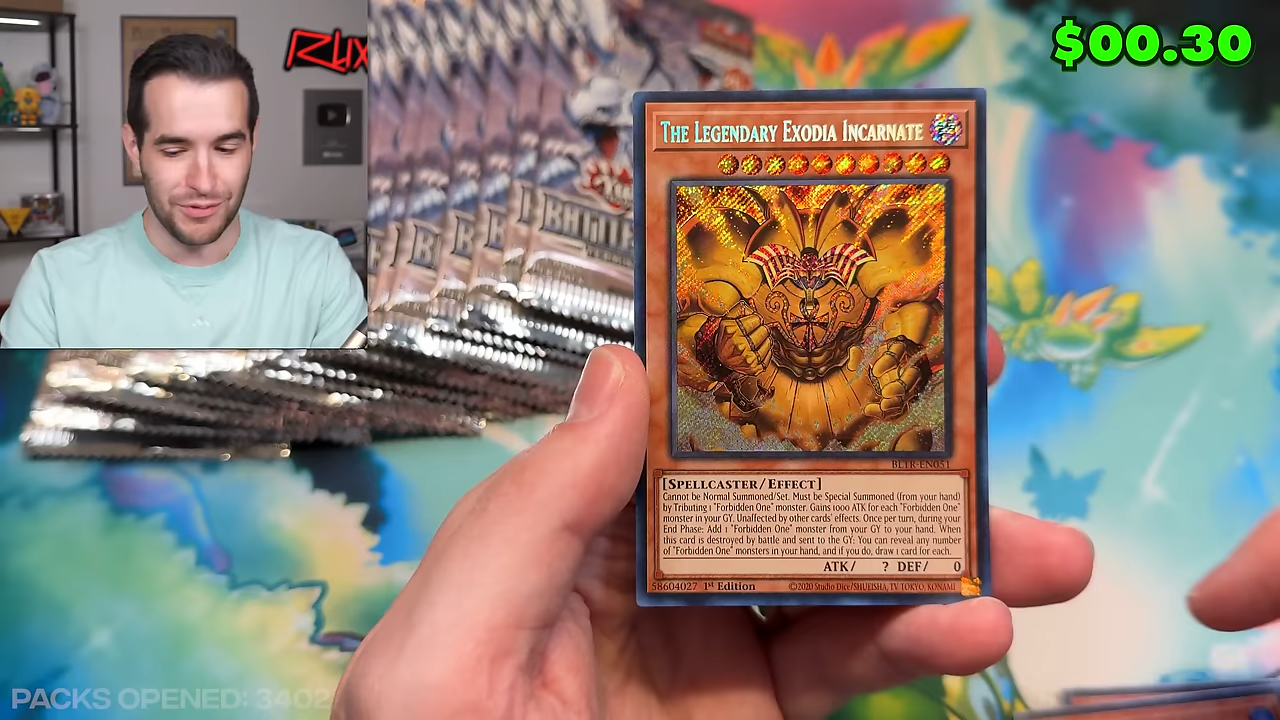 $00.30
RUX
THE LEGENDARY EXODIA INCARNATE
BLTR-EN051
[SPELLCASTER/EFFECT]
Cannot be Normal Summoned/Set. Must be Special Summoned (from your hand)
by Tributing 1 "Forbidden One" monster. Gains 1000 ATK for each "Forbidden One"
monster in your GY. Unaffected by other cards' effects. Once per turn, during your
End Phase: Add 1 "Forbidden One" monster from your GY to your hand. When
this card is destroyed by battle and sent to the GY: You can reveal any number
of "Forbidden One" monsters in your hand, and if you do, draw 1 card for each.
ATK/ ? DEF/ 0
58604027 1st Edition ©2020 Studio Dice/SHUEISHA, TV TOKYO, KONAMI
PACKS OPENED: 3402